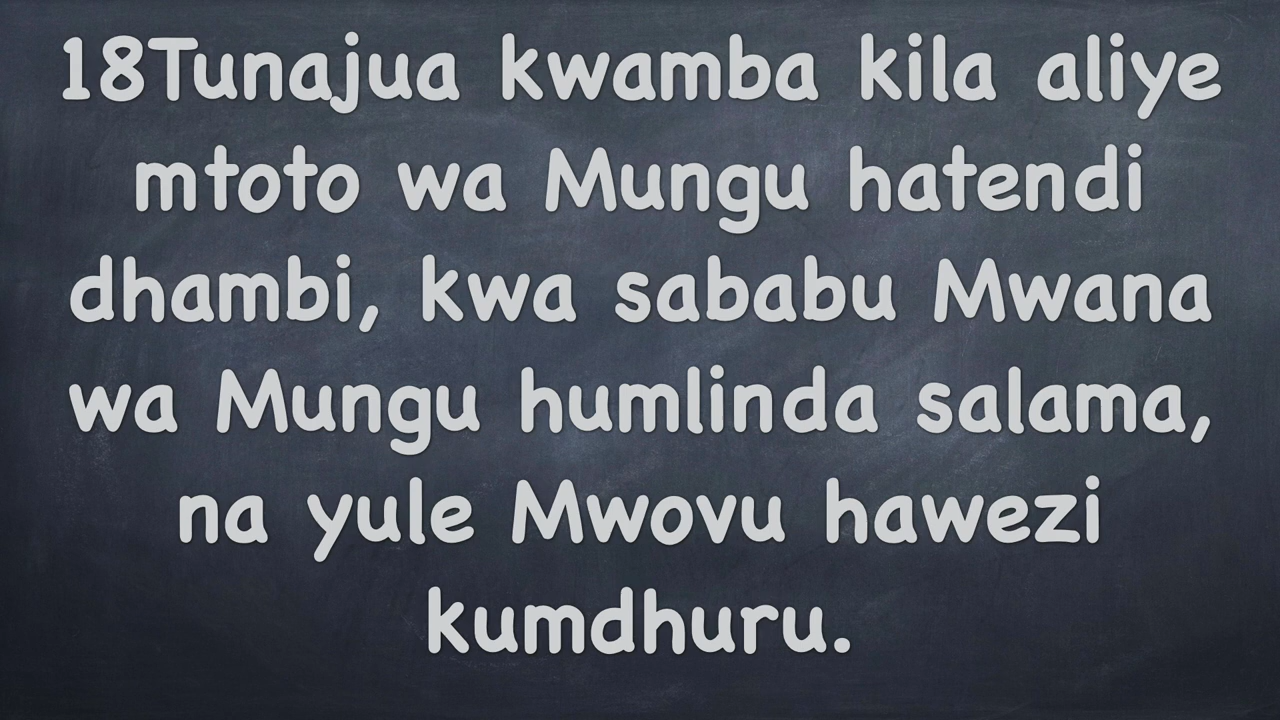 18Tunajua kwamba kila aliye
mtoto wa Mungu hatendi
dhambi, kwa sababu Mwana
wa Mungu humlinda salama,
na yule Mwovu hawezi
kumdhuru.